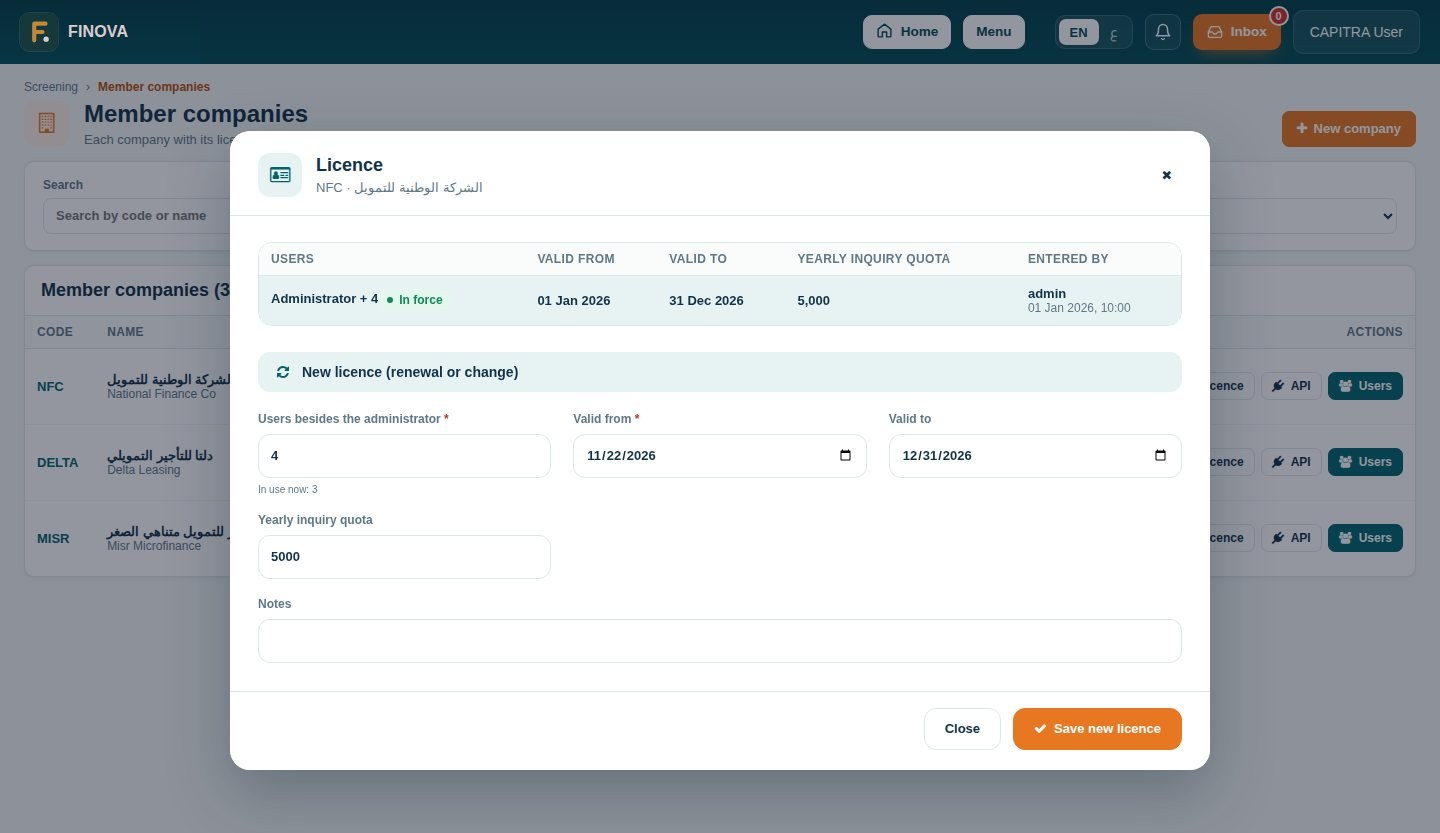 FINOVA
Home
Menu
EN
ع
Inbox
0
CAPITRA User
Screening › Member companies
Member companies
Each company with its lice
New company
Search
Search by code or name
Member companies (3
CODE NAME ACTIONS
NFC
الشركة الوطنية للتمويل
National Finance Co
cence API Users
DELTA
دلتا للتأجير التمويلي
Delta Leasing
cence API Users
MISR
للتمويل متناهي الصغر
Misr Microfinance
cence API Users
Licence
NFC · الشركة الوطنية للتمويل
USERS VALID FROM VALID TO YEARLY INQUIRY QUOTA ENTERED BY
Administrator + 4 In force 01 Jan 2026 31 Dec 2026 5,000 admin
01 Jan 2026, 10:00
New licence (renewal or change)
Users besides the administrator * Valid from * Valid to
4 11/22/2026 12/31/2026
In use now: 3
Yearly inquiry quota
5000
Notes
Close Save new licence